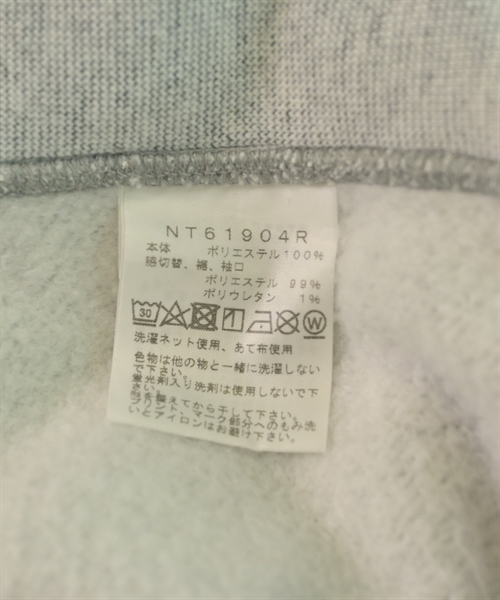 NT61904R
本体 ポリエステル100%
脇切替、裾、袖口
ポリエステル 99%
ポリウレタン 1%
30 W
洗濯ネット使用、あて布使用
色物は他の物と一緒に洗濯しない
で下さい。
蛍光剤入り洗剤は使用しないで下
さい。
形を整えてから干して下さい。
プリント、マーク部分へのもみ洗
いとアイロンはお避け下さい。